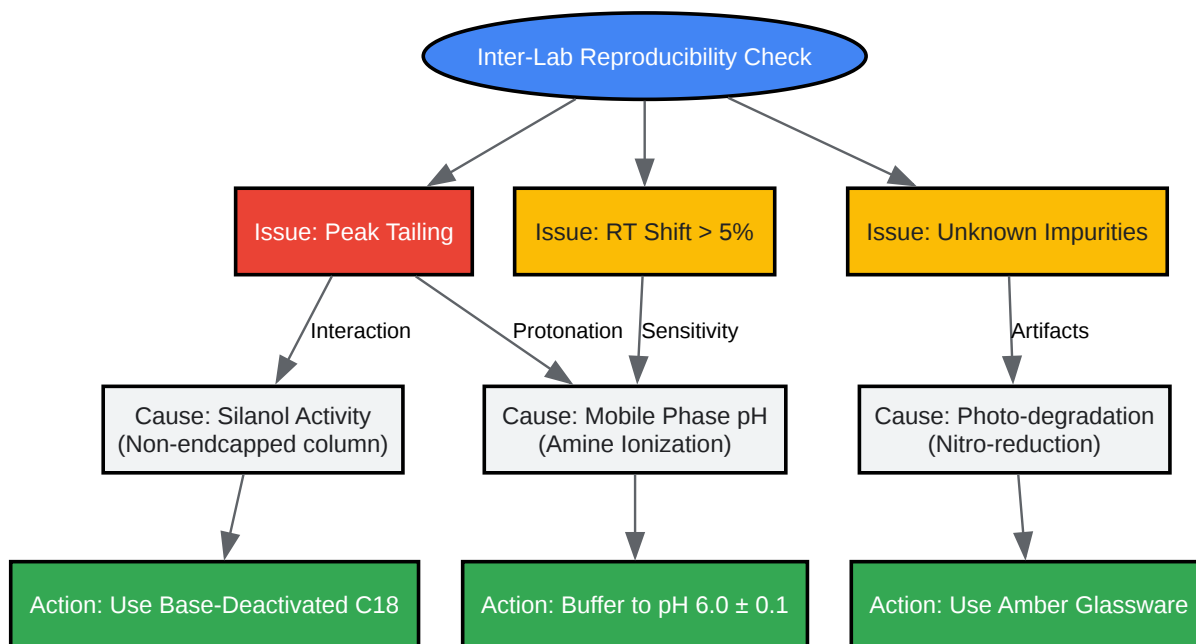 Inter-Lab Reproducibility Check
Issue: Peak Tailing
Issue: RT Shift > 5%
Issue: Unknown Impurities
Interaction
Protonation
Sensitivity
Artifacts
Cause: Silanol Activity
(Non-endcapped column)
Cause: Mobile Phase pH
(Amine Ionization)
Cause: Photo-degradation
(Nitro-reduction)
Action: Use Base-Deactivated C18
Action: Buffer to pH 6.0 ± 0.1
Action: Use Amber Glassware